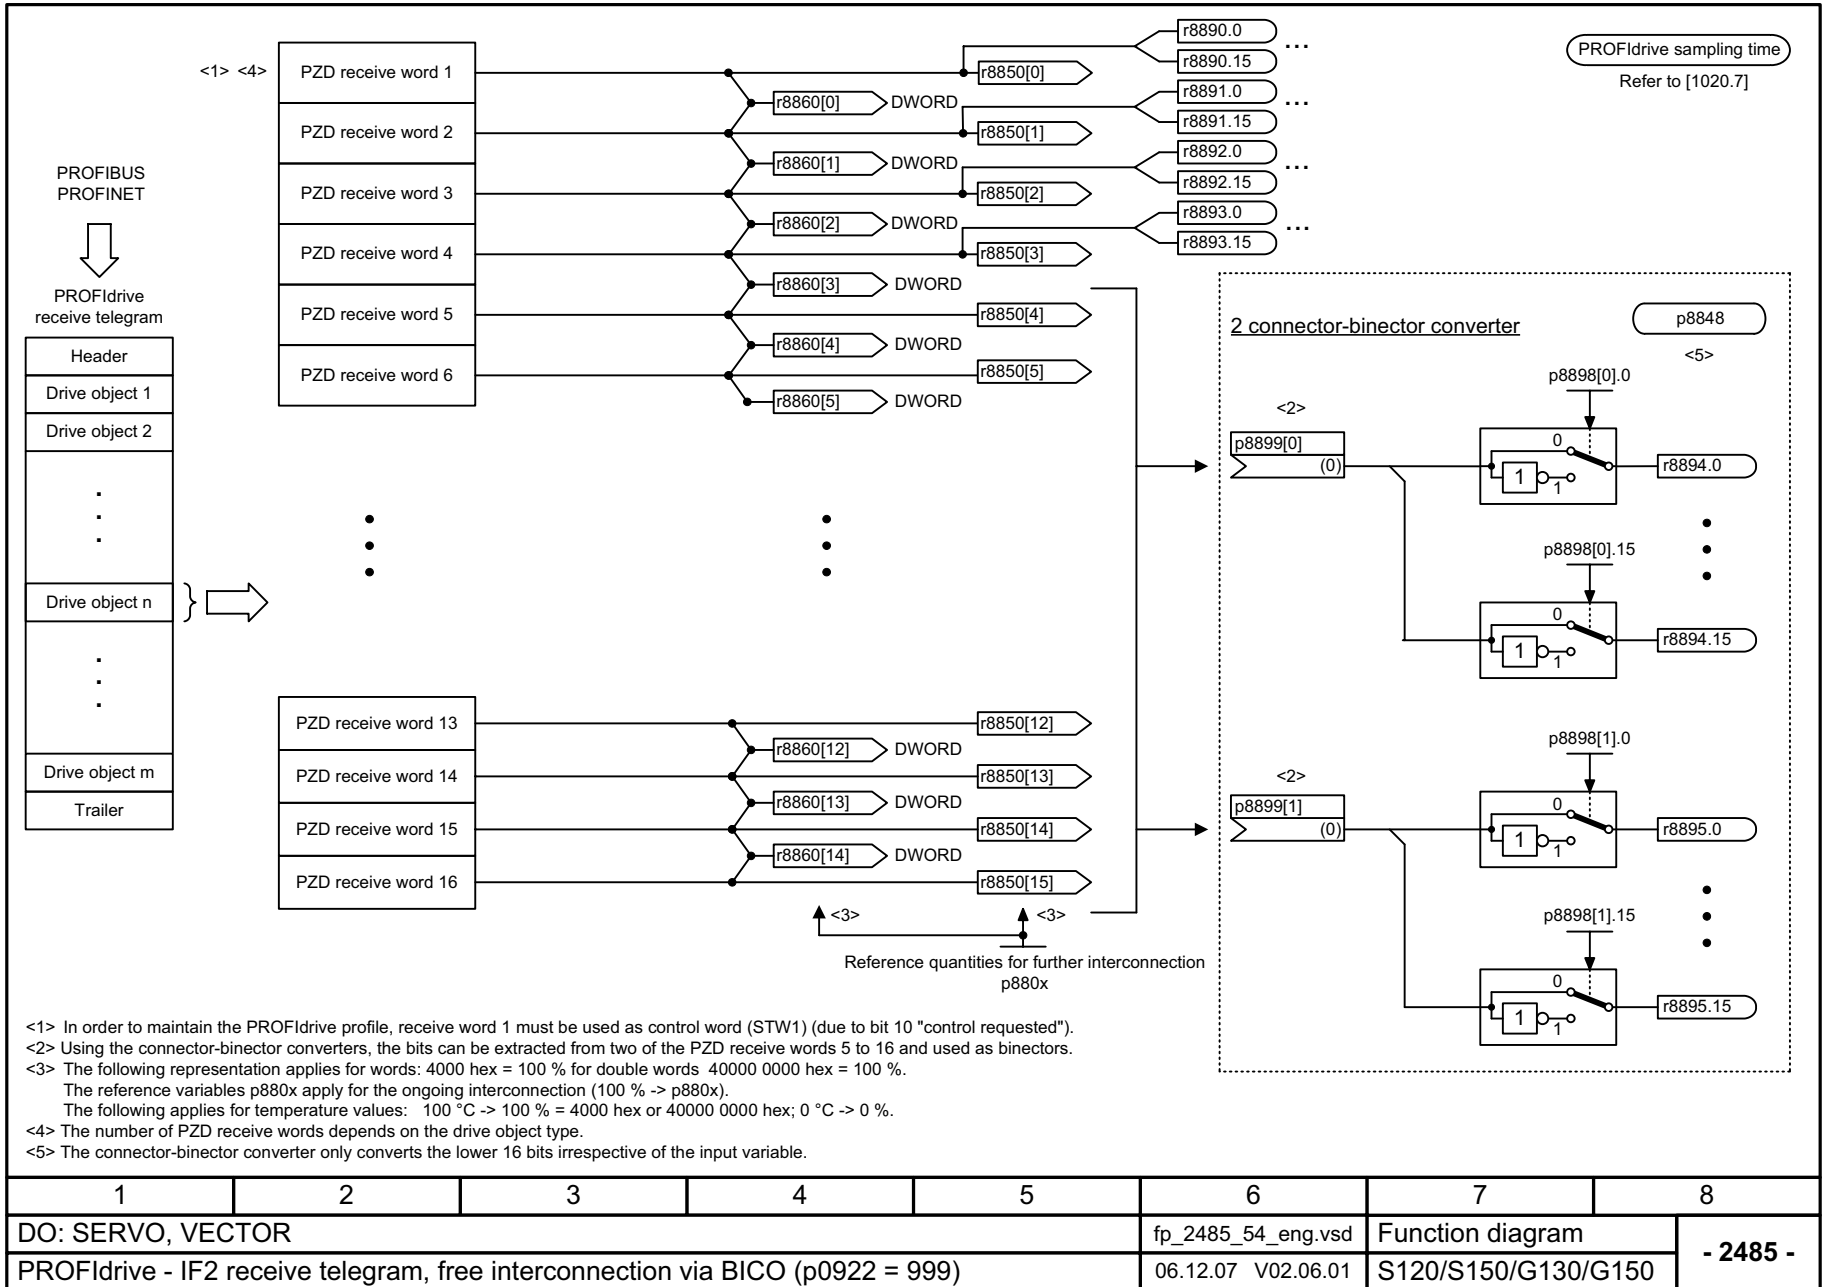 <1> <4>
PZD receive word 1
PZD receive word 2
PZD receive word 3
PZD receive word 4
PZD receive word 5
PZD receive word 6
r8860[0] DWORD
r8860[1] DWORD
r8860[2] DWORD
r8860[3] DWORD
r8860[4] DWORD
r8860[5] DWORD
r8850[0]
r8850[1]
r8850[2]
r8850[3]
r8850[4]
r8850[5]
r8890.0
...
r8890.15
r8891.0
...
r8891.15
r8892.0
...
r8892.15
r8893.0
...
r8893.15
PROFIdrive sampling time
Refer to [1020.7]
PROFIBUS
PROFINET
PROFIdrive
receive telegram
Header
Drive object 1
Drive object 2
Drive object n
}
Drive object m
Trailer
PZD receive word 13
PZD receive word 14
PZD receive word 15
PZD receive word 16
r8860[12] DWORD
r8860[13] DWORD
r8860[14] DWORD
r8850[12]
r8850[13]
r8850[14]
r8850[15]
<3>
<3>
Reference quantities for further interconnection
p880x
2 connector-binector converter
p8848
<5>
<2>
p8899[0]
(0)
p8898[0].0
0
1
1
r8894.0
p8898[0].15
0
1
1
r8894.15
<2>
p8899[1]
(0)
p8898[1].0
0
1
1
r8895.0
p8898[1].15
0
1
1
r8895.15
<1> In order to maintain the PROFIdrive profile, receive word 1 must be used as control word (STW1) (due to bit 10 "control requested").
<2> Using the connector-binector converters, the bits can be extracted from two of the PZD receive words 5 to 16 and used as binectors.
<3> The following representation applies for words: 4000 hex = 100 % for double words 40000 0000 hex = 100 %.
The reference variables p880x apply for the ongoing interconnection (100 % -> p880x).
The following applies for temperature values: 100 °C -> 100 % = 4000 hex or 40000 0000 hex; 0 °C -> 0 %.
<4> The number of PZD receive words depends on the drive object type.
<5> The connector-binector converter only converts the lower 16 bits irrespective of the input variable.
1 2 3 4 5 6 7 8
DO: SERVO, VECTOR
fp_2485_54_eng.vsd
Function diagram
- 2485 -
PROFIdrive - IF2 receive telegram, free interconnection via BICO (p0922 = 999)
06.12.07 V02.06.01
S120/S150/G130/G150